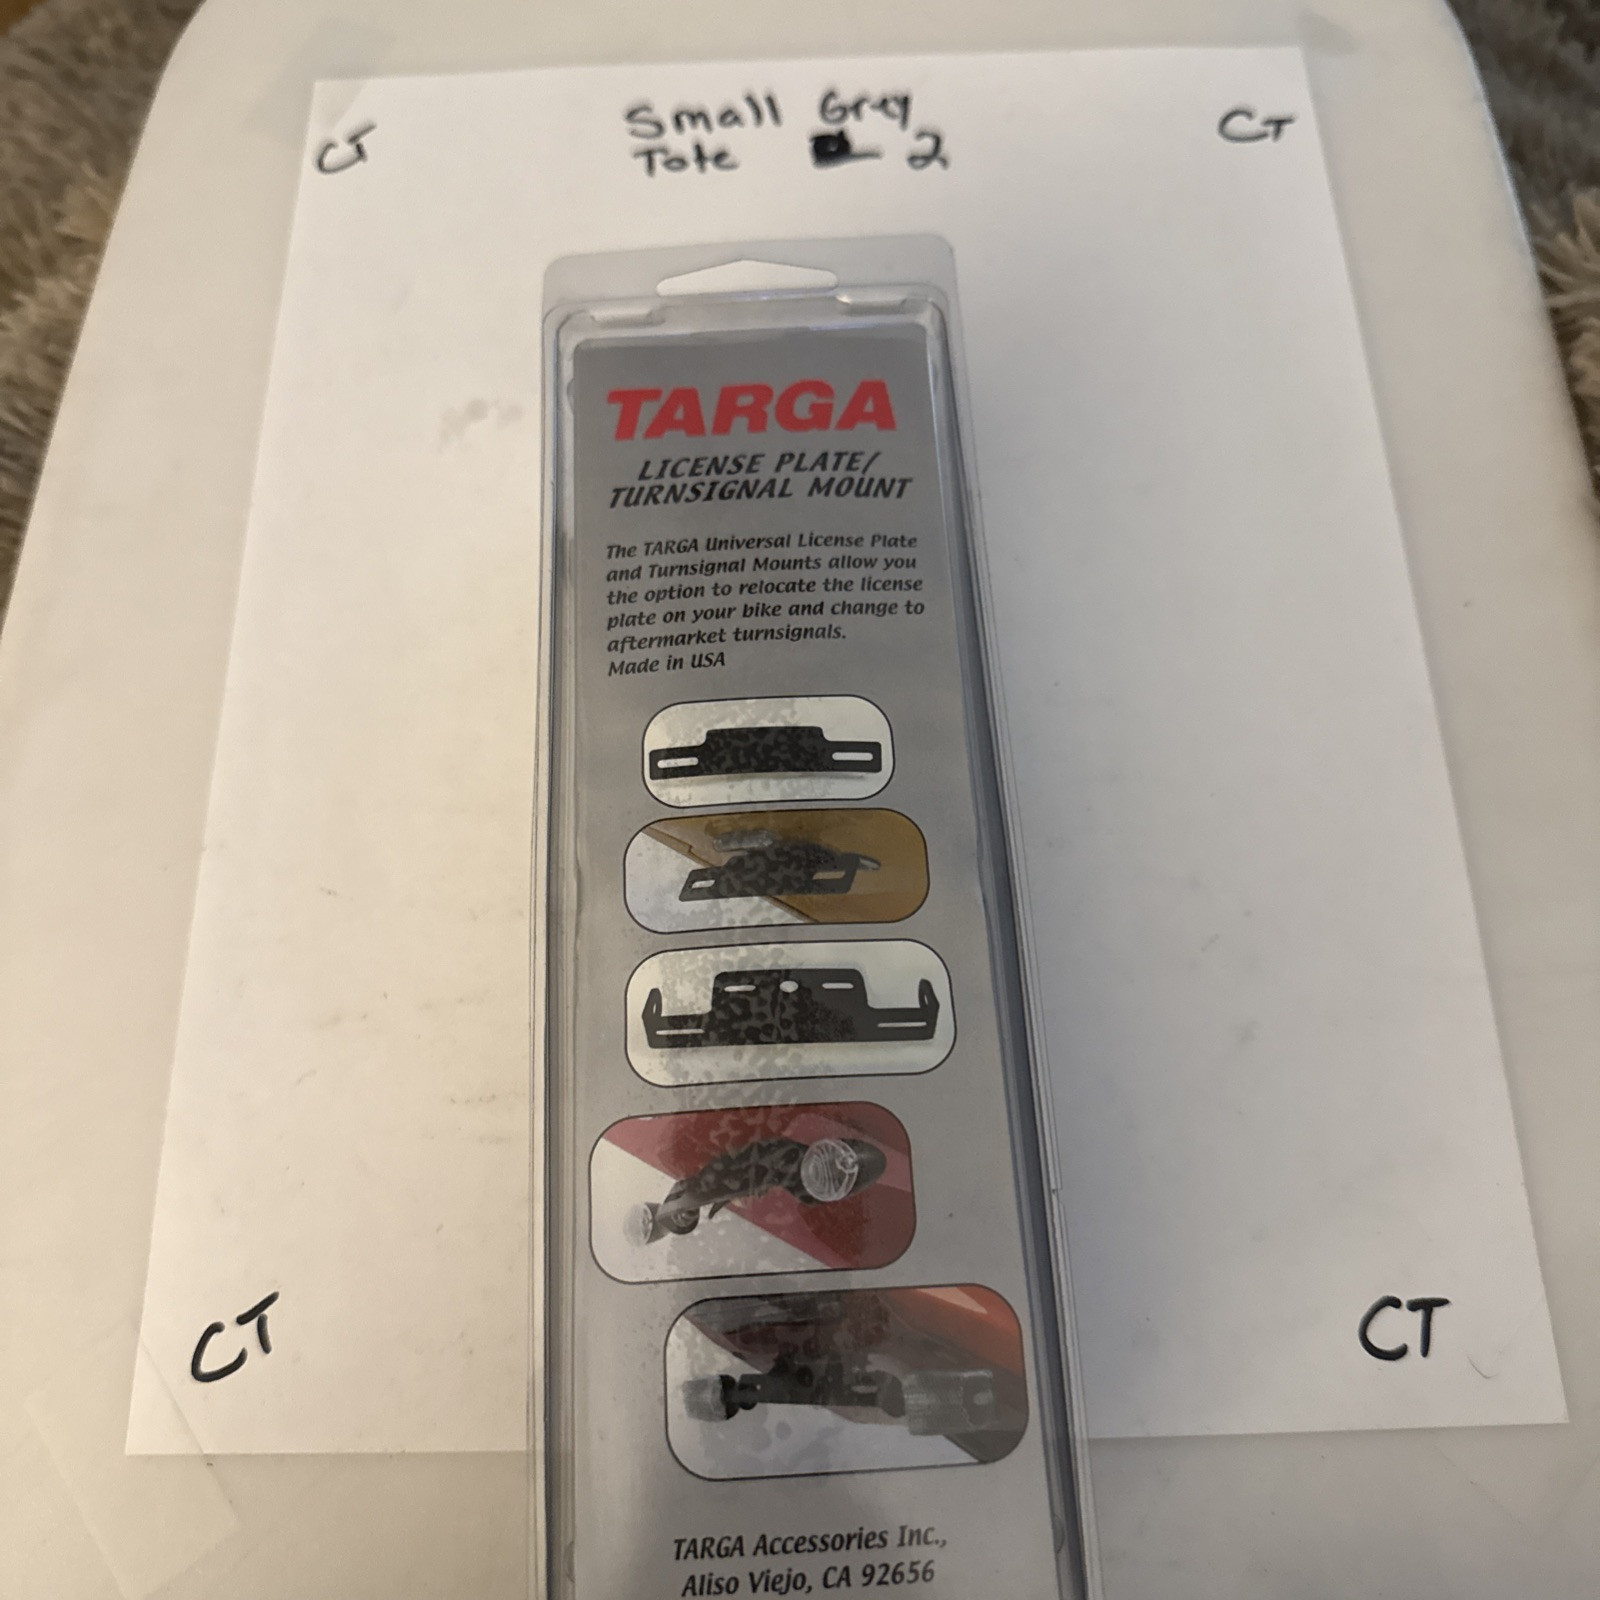 Small Grey
Tote 2
CT
CT
TARGA
LICENSE PLATE/
TURNSIGNAL MOUNT
The TARGA Universal License Plate
and Turnsignal Mounts allow you
the option to relocate the license
plate on your bike and change to
aftermarket turnsignals.
Made in USA
CT
CT
TARGA Accessories Inc.,
Aliso Viejo, CA 92656